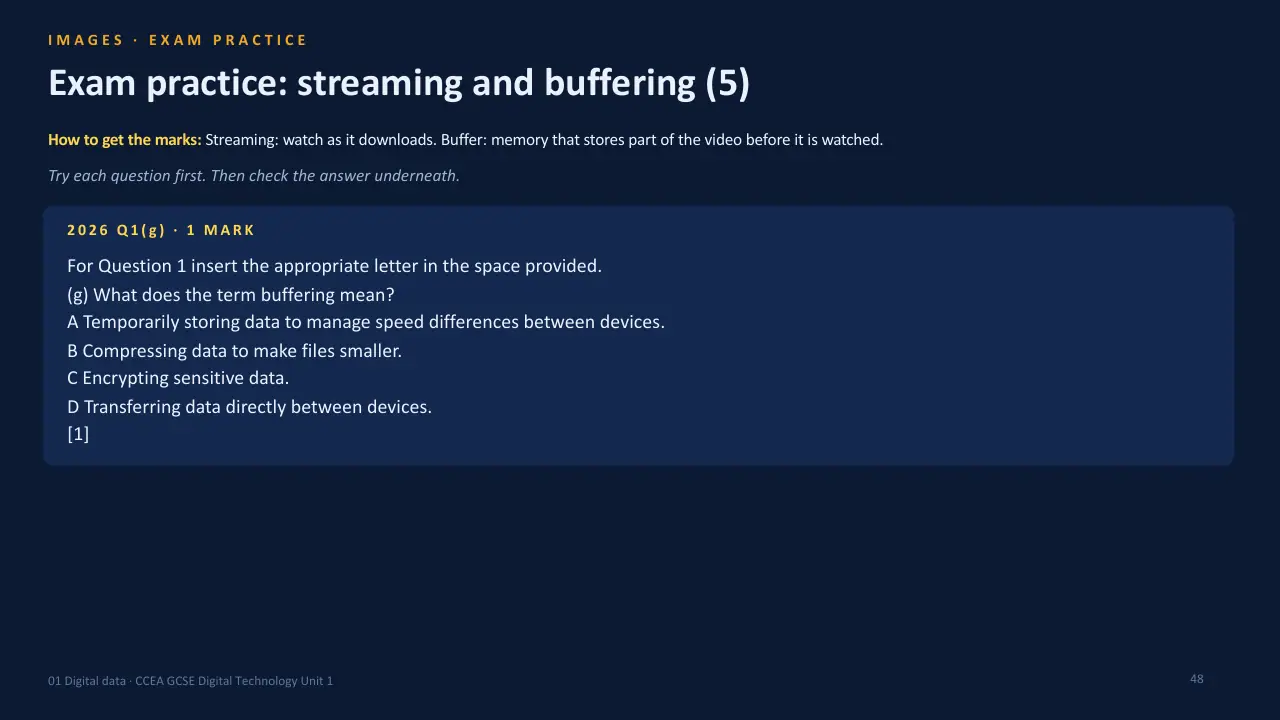 IMAGES · EXAM PRACTICE
Exam practice: streaming and buffering (5)
How to get the marks: Streaming: watch as it downloads. Buffer: memory that stores part of the video before it is watched.
Try each question first. Then check the answer underneath.
2026 Q1(g) · 1 MARK
For Question 1 insert the appropriate letter in the space provided.
(g) What does the term buffering mean?
A Temporarily storing data to manage speed differences between devices.
B Compressing data to make files smaller.
C Encrypting sensitive data.
D Transferring data directly between devices.
[1]
01 Digital data · CCEA GCSE Digital Technology Unit 1
48